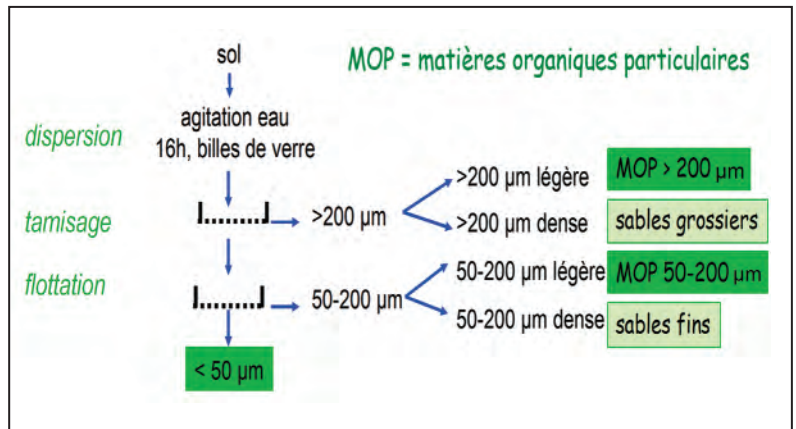 sol
MOP = matières organiques particulaires
dispersion
agitation eau
16h, billes de verre
tamisage
>200 µm
>200 µm légère
MOP > 200 µm
>200 µm dense
sables grossiers
flottation
50-200 µm
50-200 µm légère
MOP 50-200 µm
50-200 µm dense
sables fins
< 50 µm